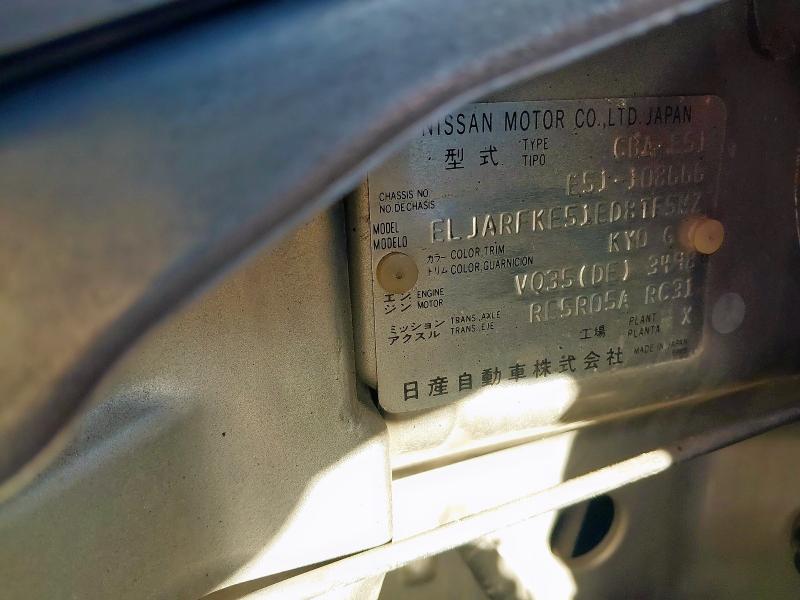 NISSAN MOTOR CO.,LTD. JAPAN
型式 TYPE TIPO CBA-E51
CHASSIS NO. NO. DE CHASIS E51-
MODEL MODELO
カラー トリム COLOR, TRIM COLOR, GUARNICION KY0 G
エンジン ENGINE MOTOR VQ35(DE) 3498
ミッション アクスル TRANS., AXLE TRANS., EJE RE5R05A RC31
工場 PLANT PLANTA X
日産自動車株式会社 MADE IN JAPAN